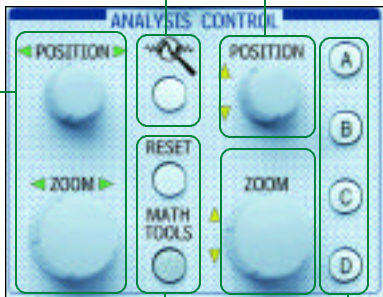 ANALYSIS CONTROL
POSITION
POSITION
A
B
RESET
ZOOM
ZOOM
C
MATH
TOOLS
D